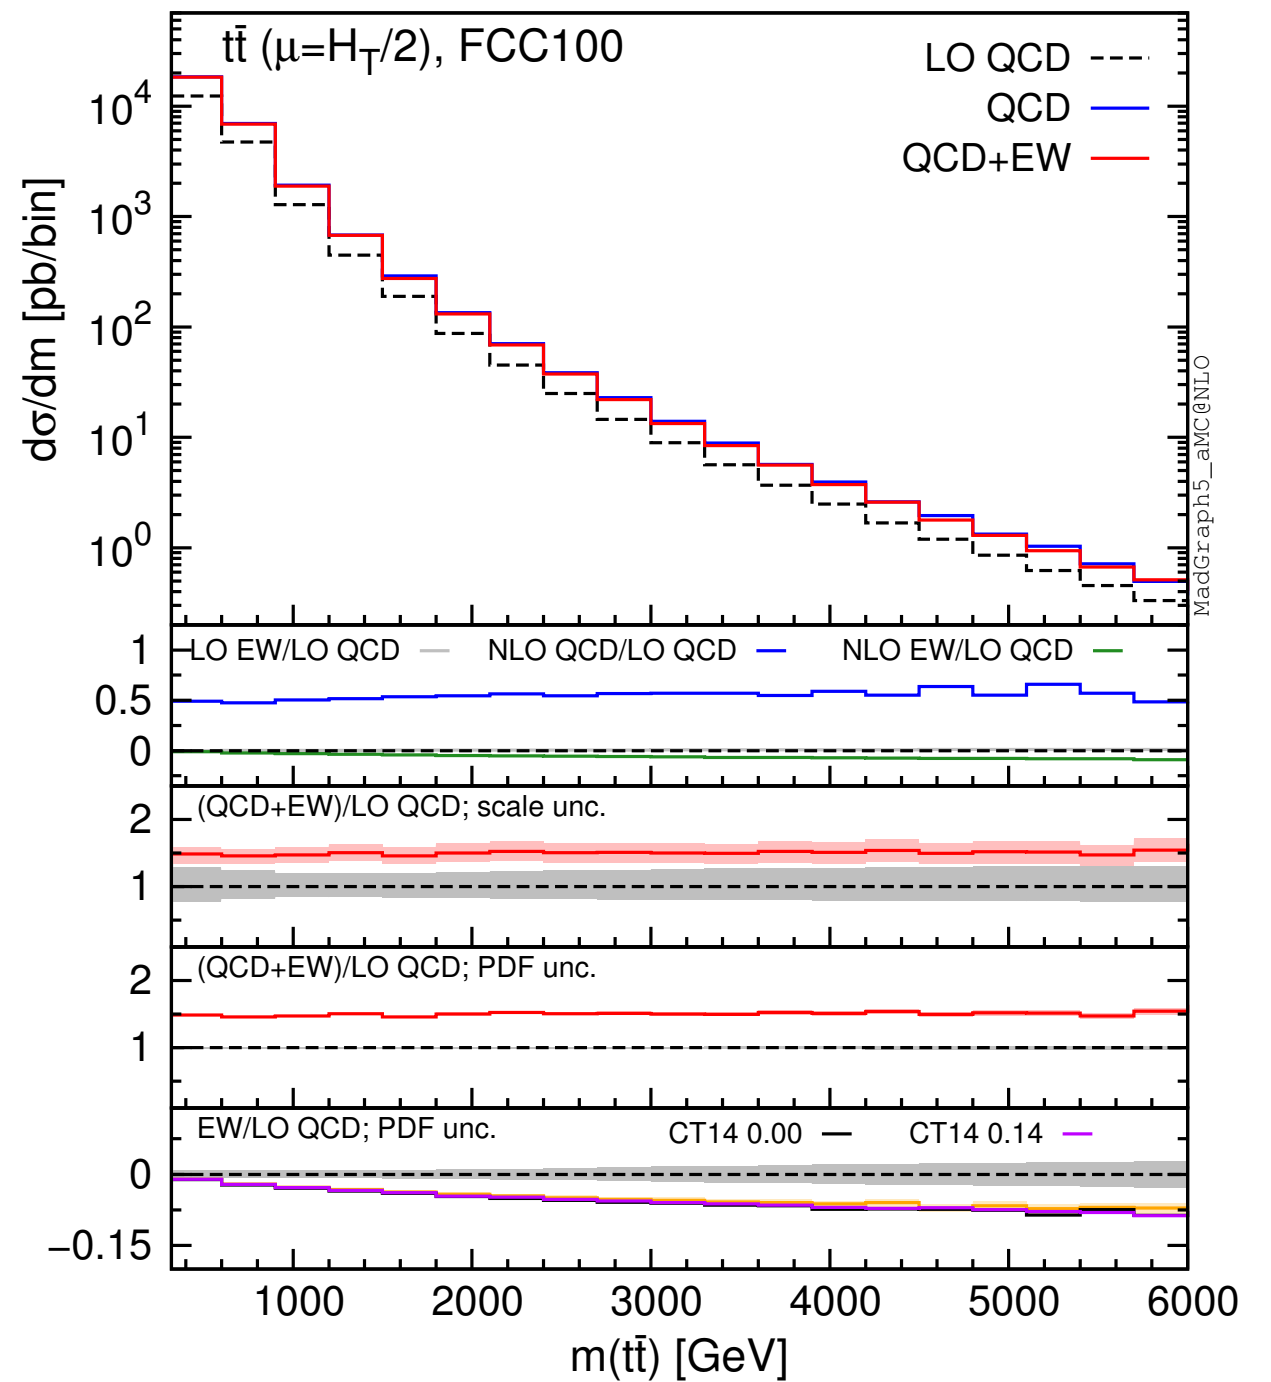 tt̄ (μ=H_T/2), FCC100
LO QCD
QCD
QCD+EW
dσ/dm [pb/bin]
10^4
10^3
10^2
10^1
10^0
MadGraph5_aMC@NLO
LO EW/LO QCD
NLO QCD/LO QCD
NLO EW/LO QCD
1
0.5
0
(QCD+EW)/LO QCD; scale unc.
2
1
(QCD+EW)/LO QCD; PDF unc.
2
1
EW/LO QCD; PDF unc.
CT14 0.00
CT14 0.14
0
−0.15
1000 2000 3000 4000 5000 6000
m(tt̄) [GeV]